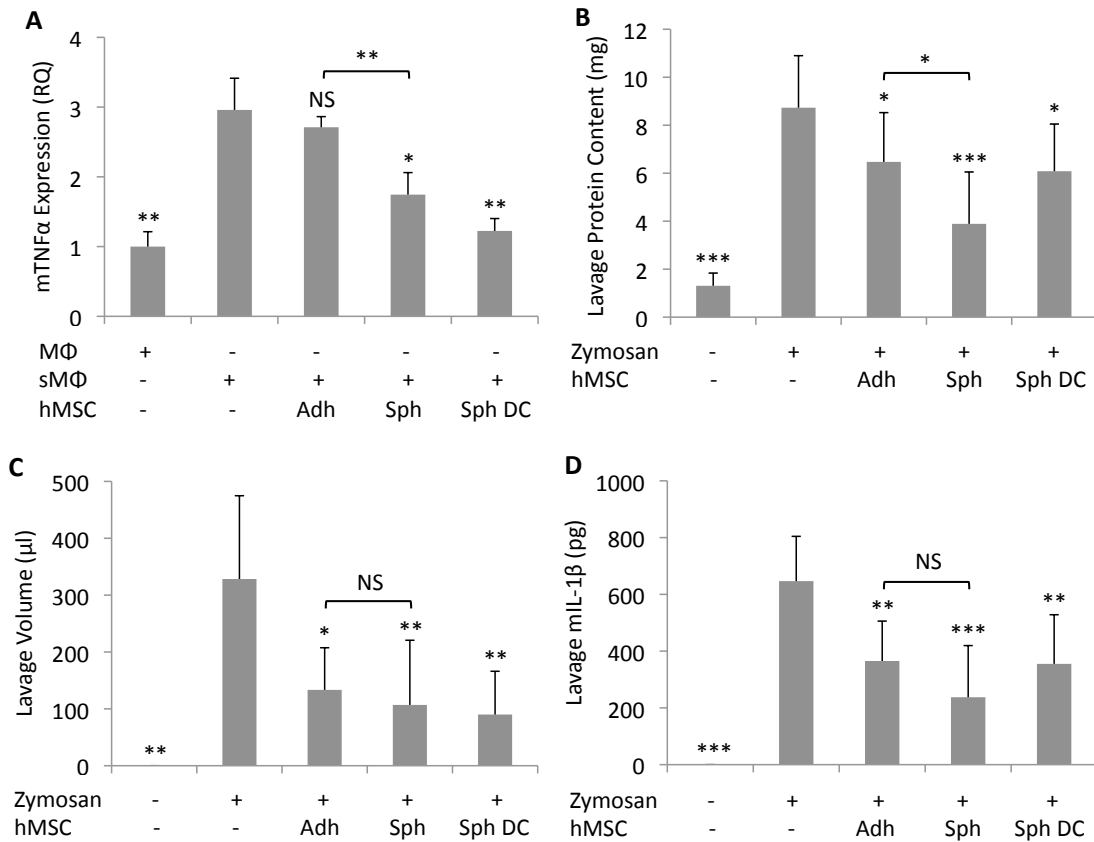 A
mTNFα Expression (RQ)
4
3
2
1
0
**
NS
**
*
**
MΦ + - - - -
sMΦ - + + + +
hMSC - - Adh Sph Sph DC
B
Lavage Protein Content (mg)
12
10
8
6
4
2
0
*
***
*
***
*
Zymosan - + + + +
hMSC - - Adh Sph Sph DC
C
Lavage Volume (µl)
500
400
300
200
100
0
NS
**
*
**
**
Zymosan - + + + +
hMSC - - Adh Sph Sph DC
D
Lavage mIL-1β (pg)
1000
800
600
400
200
0
NS
***
**
***
**
Zymosan - + + + +
hMSC - - Adh Sph Sph DC